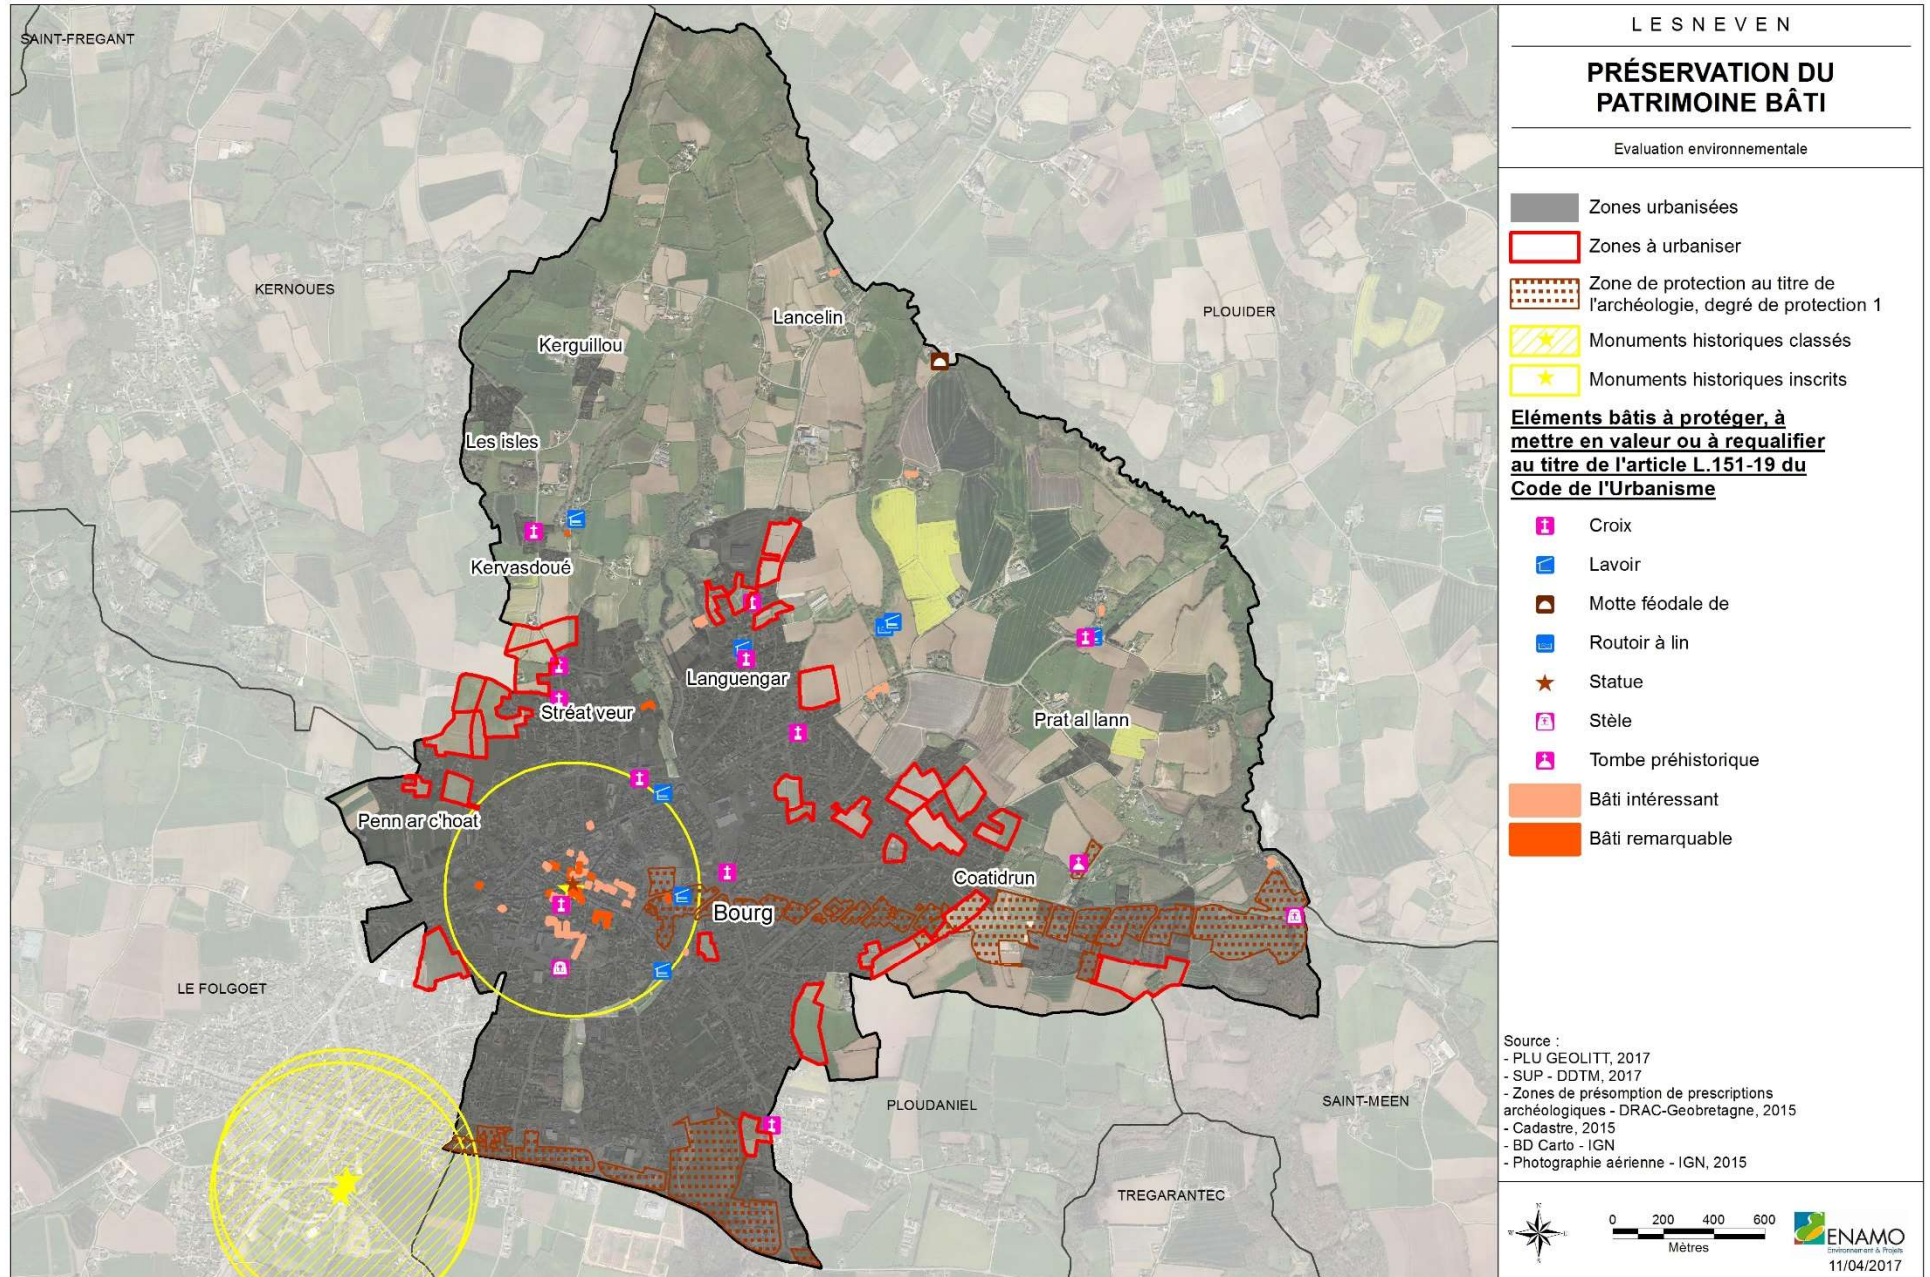 SAINT-FREGANT
KERNOUES
PLOUIDER
Lancelin
Kerguillou
Les isles
Kervasdoué
Languengar
Stréat veur
Prat al lann
Penn ar c'hoat
Coatidrun
Bourg
LE FOLGOET
PLOUDANIEL
SAINT-MEEN
TREGARANTEC
LESNEVEN
PRÉSERVATION DU
PATRIMOINE BÂTI
Evaluation environnementale
Zones urbanisées
Zones à urbaniser
Zone de protection au titre de
l'archéologie, degré de protection 1
Monuments historiques classés
Monuments historiques inscrits
Eléments bâtis à protéger, à
mettre en valeur ou à requalifier
au titre de l'article L.151-19 du
Code de l'Urbanisme
Croix
Lavoir
Motte féodale de
Routoir à lin
Statue
Stèle
Tombe préhistorique
Bâti intéressant
Bâti remarquable
Source :
- PLU GEOLITT, 2017
- SUP - DDTM, 2017
- Zones de présomption de prescriptions
archéologiques - DRAC-Geobretagne, 2015
- Cadastre, 2015
- BD Carto - IGN
- Photographie aérienne - IGN, 2015
0 200 400 600
Mètres
ENAMO
Environnement & Projets
11/04/2017